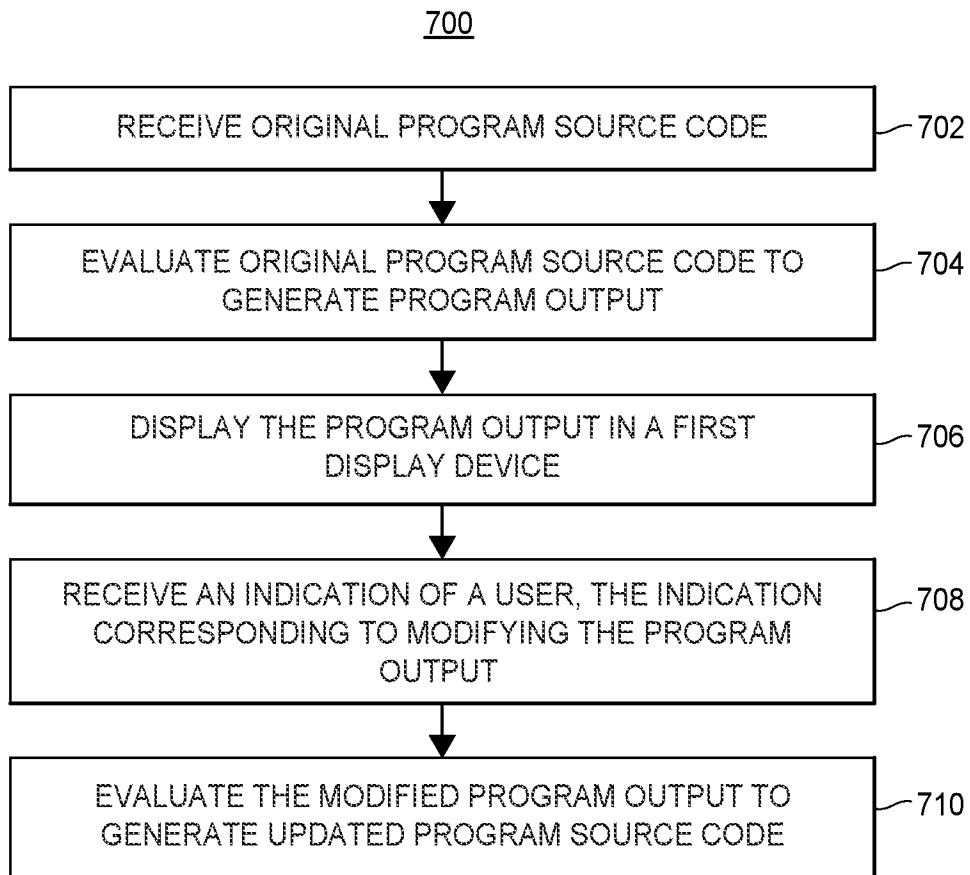 700
RECEIVE ORIGINAL PROGRAM SOURCE CODE
702
EVALUATE ORIGINAL PROGRAM SOURCE CODE TO
GENERATE PROGRAM OUTPUT
704
DISPLAY THE PROGRAM OUTPUT IN A FIRST
DISPLAY DEVICE
706
RECEIVE AN INDICATION OF A USER, THE INDICATION
CORRESPONDING TO MODIFYING THE PROGRAM
OUTPUT
708
EVALUATE THE MODIFIED PROGRAM OUTPUT TO
GENERATE UPDATED PROGRAM SOURCE CODE
710